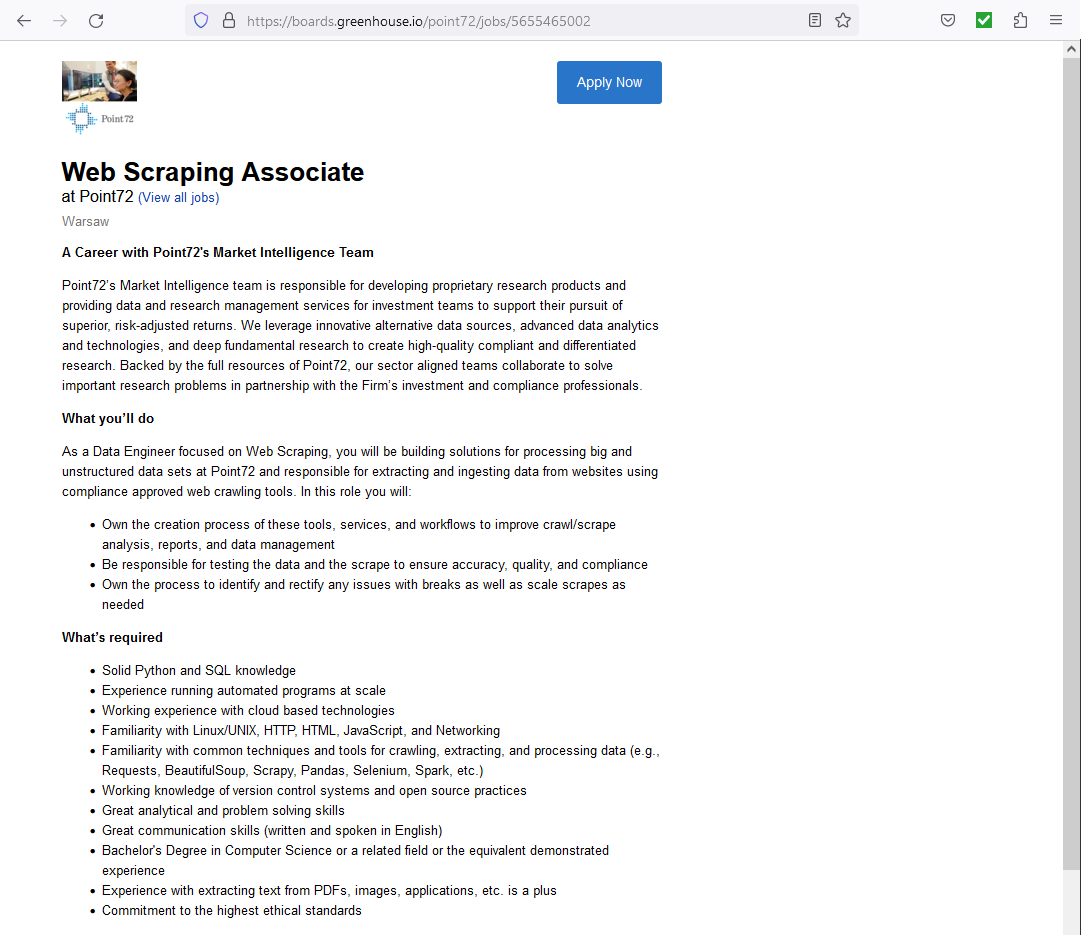 https://boards.greenhouse.io/point72/jobs/5655465002
Point72
Apply Now
Web Scraping Associate
at Point72 (View all jobs)
Warsaw
A Career with Point72's Market Intelligence Team
Point72’s Market Intelligence team is responsible for developing proprietary research products and
providing data and research management services for investment teams to support their pursuit of
superior, risk-adjusted returns. We leverage innovative alternative data sources, advanced data analytics
and technologies, and deep fundamental research to create high-quality compliant and differentiated
research. Backed by the full resources of Point72, our sector aligned teams collaborate to solve
important research problems in partnership with the Firm’s investment and compliance professionals.
What you’ll do
As a Data Engineer focused on Web Scraping, you will be building solutions for processing big and
unstructured data sets at Point72 and responsible for extracting and ingesting data from websites using
compliance approved web crawling tools. In this role you will:
• Own the creation process of these tools, services, and workflows to improve crawl/scrape
analysis, reports, and data management
• Be responsible for testing the data and the scrape to ensure accuracy, quality, and compliance
• Own the process to identify and rectify any issues with breaks as well as scale scrapes as
needed
What’s required
• Solid Python and SQL knowledge
• Experience running automated programs at scale
• Working experience with cloud based technologies
• Familiarity with Linux/UNIX, HTTP, HTML, JavaScript, and Networking
• Familiarity with common techniques and tools for crawling, extracting, and processing data (e.g.,
Requests, BeautifulSoup, Scrapy, Pandas, Selenium, Spark, etc.)
• Working knowledge of version control systems and open source practices
• Great analytical and problem solving skills
• Great communication skills (written and spoken in English)
• Bachelor's Degree in Computer Science or a related field or the equivalent demonstrated
experience
• Experience with extracting text from PDFs, images, applications, etc. is a plus
• Commitment to the highest ethical standards